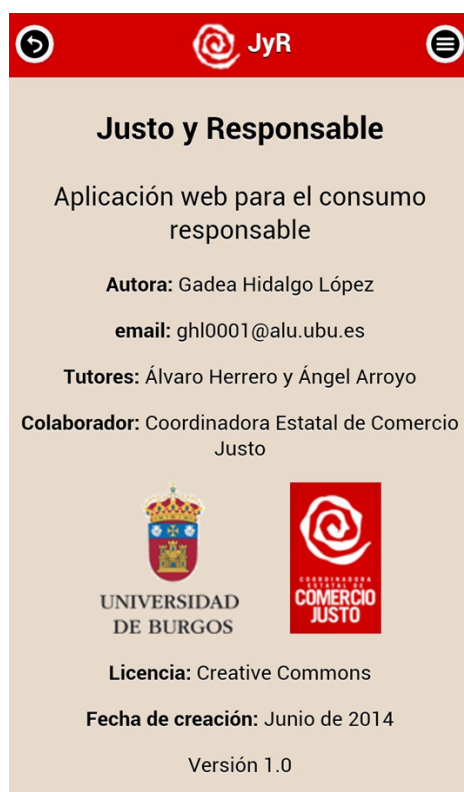 JyR
Justo y Responsable
Aplicación web para el consumo
responsable
Autora: Gadea Hidalgo López
email: ghl0001@alu.ubu.es
Tutores: Álvaro Herrero y Ángel Arroyo
Colaborador: Coordinadora Estatal de Comercio
Justo
UNIVERSIDAD
DE BURGOS
COORDINADORA
ESTATAL DE
COMERCIO
JUSTO
Licencia: Creative Commons
Fecha de creación: Junio de 2014
Versión 1.0